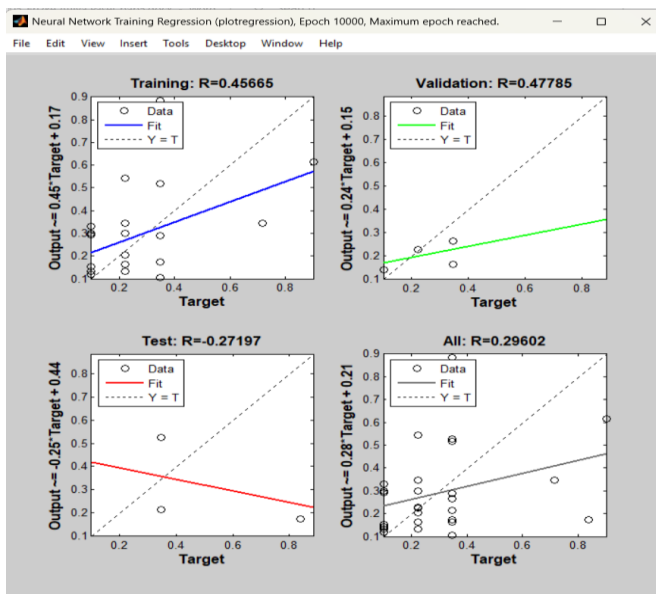 Neural Network Training Regression (plotregression), Epoch 10000, Maximum epoch reached.
File Edit View Insert Tools Desktop Window Help
Training: R=0.45665
Output ~= 0.45*Target + 0.17
0.9
0.8
0.7
0.6
0.5
0.4
0.3
0.2
0.1
Data
Fit
Y = T
0.2 0.4 0.6 0.8
Target
Validation: R=0.47785
Output ~= 0.24*Target + 0.15
0.8
0.7
0.6
0.5
0.4
0.3
0.2
0.1
Data
Fit
Y = T
0.2 0.4 0.6 0.8
Target
Test: R=-0.27197
Output ~= -0.25*Target + 0.44
0.8
0.7
0.6
0.5
0.4
0.3
0.2
0.1
Data
Fit
Y = T
0.2 0.4 0.6 0.8
Target
All: R=0.29602
Output ~= 0.28*Target + 0.21
0.9
0.8
0.7
0.6
0.5
0.4
0.3
0.2
0.1
Data
Fit
Y = T
0.2 0.4 0.6 0.8
Target